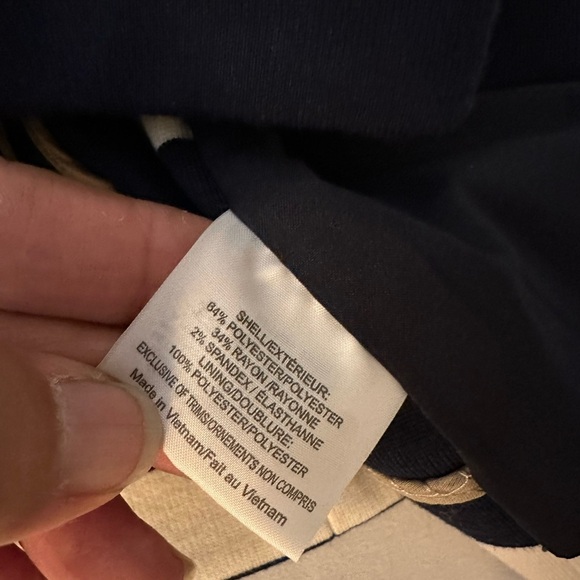 SHELL/EXTÉRIEUR:
64% POLYESTER/POLYESTER
34% RAYON/RAYONNE
2% SPANDEX/ÉLASTHANNE
LINING/DOUBLURE:
100% POLYESTER/POLYESTER
EXCLUSIVE OF TRIMS/ORNEMENTS NON COMPRIS
Made in Vietnam/Fait au Vietnam